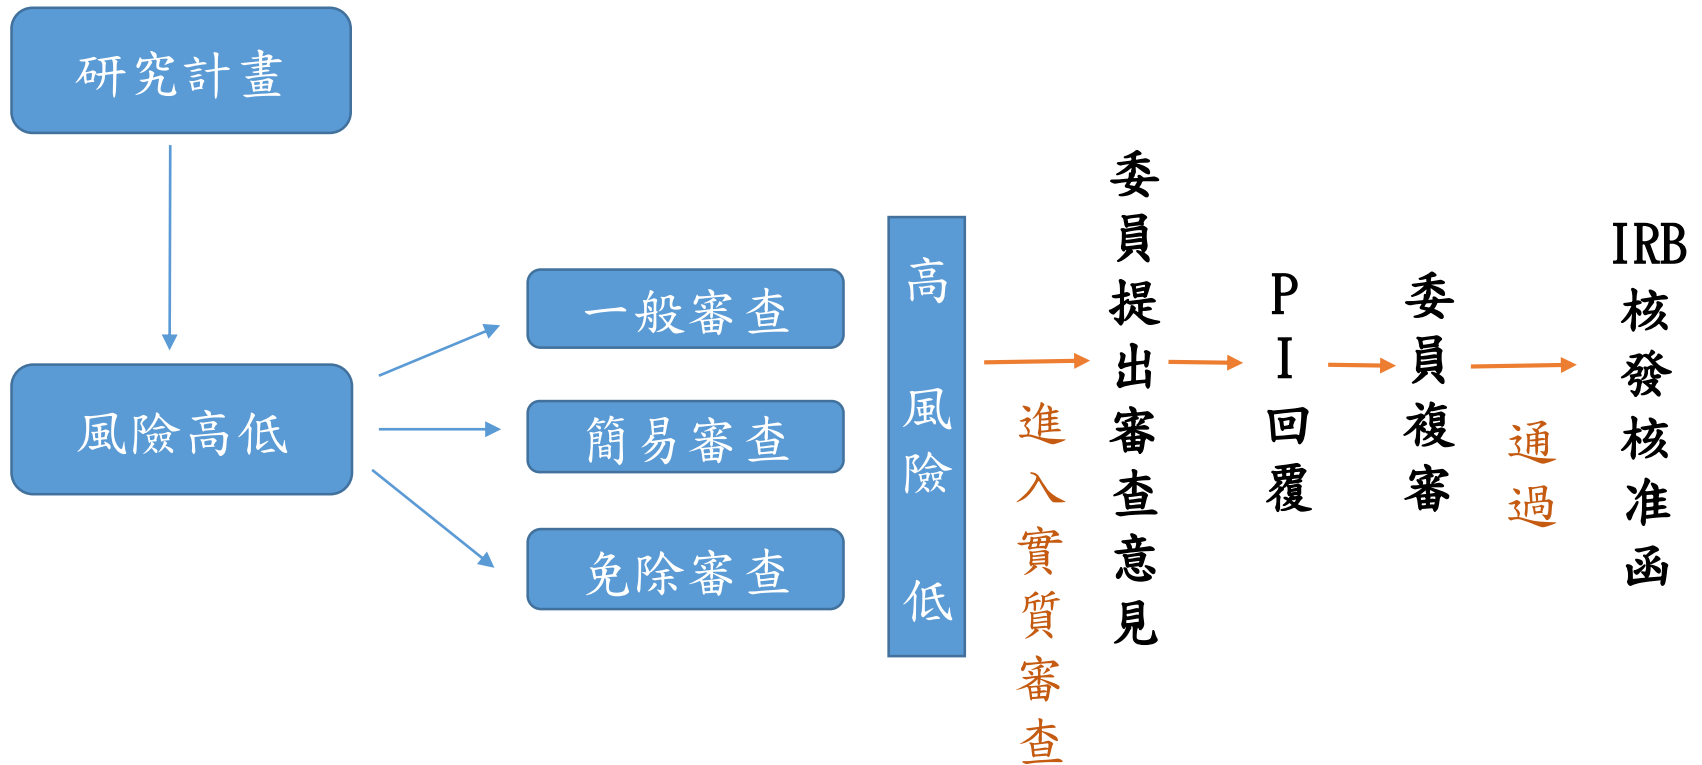 研究計畫
風險高低
一般審查
簡易審查
免除審查
高
風險
低
進入實質審查
委員提出審查意見
PI回覆
委員複審
通過
IRB核發核准函